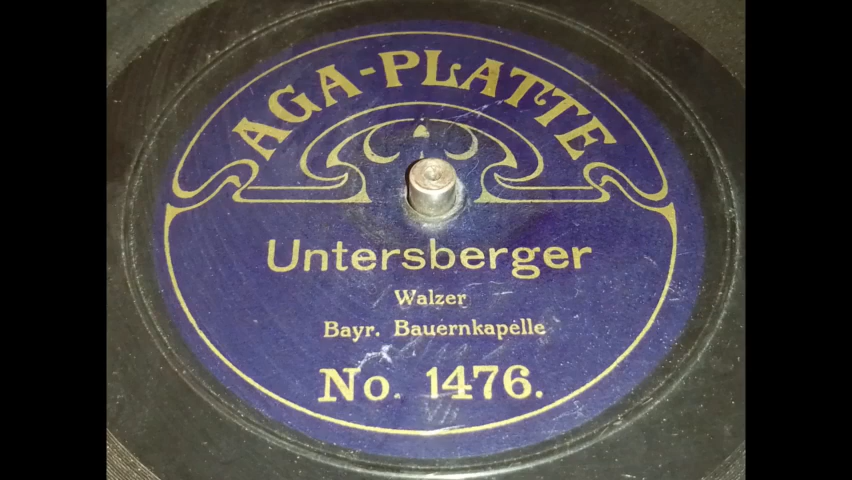 AGA-PLATTE
Untersberger
Walzer
Bayr. Bauernkapelle
No. 1476.